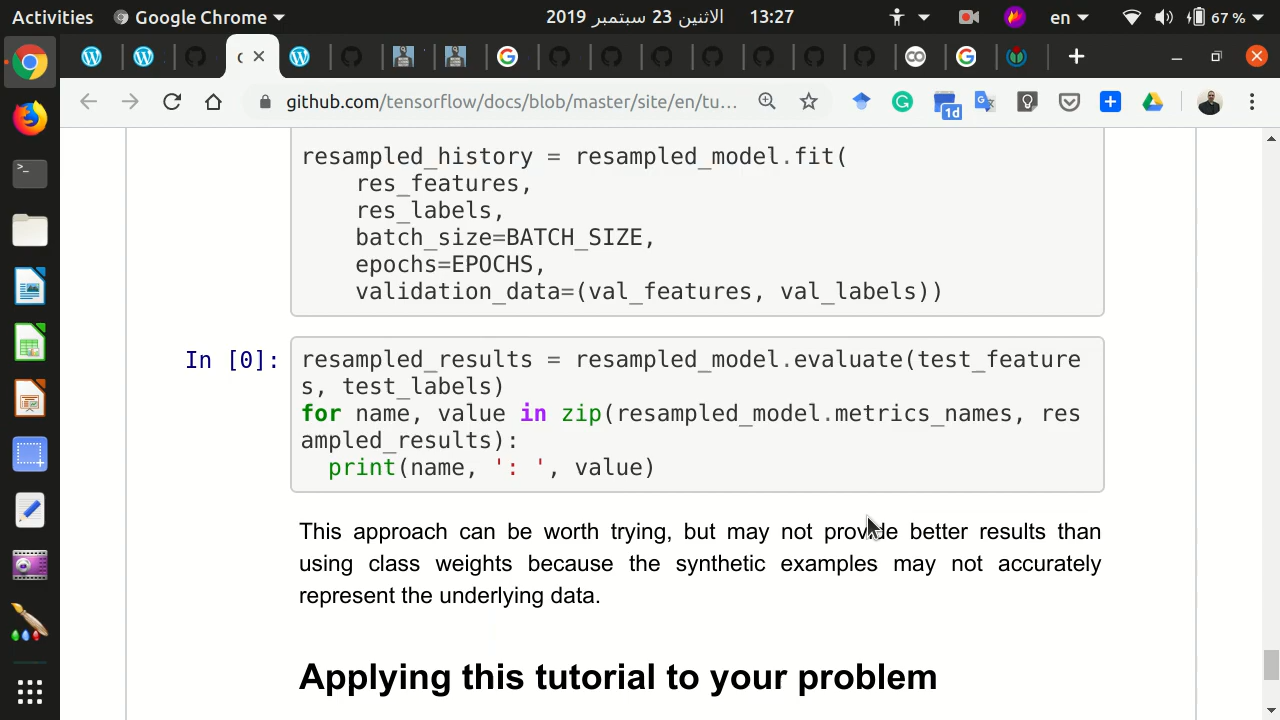 Activities
Google Chrome
الاثنين 23 سبتمبر 2019 13:27
en
67 %
github.com/tensorflow/docs/blob/master/site/en/tu...
1d
resampled_history = resampled_model.fit(
res_features,
res_labels,
batch_size=BATCH_SIZE,
epochs=EPOCHS,
validation_data=(val_features, val_labels))
In [0]:
resampled_results = resampled_model.evaluate(test_feature
s, test_labels)
for name, value in zip(resampled_model.metrics_names, res
ampled_results):
print(name, ': ', value)
This approach can be worth trying, but may not provide better results than
using class weights because the synthetic examples may not accurately
represent the underlying data.
Applying this tutorial to your problem